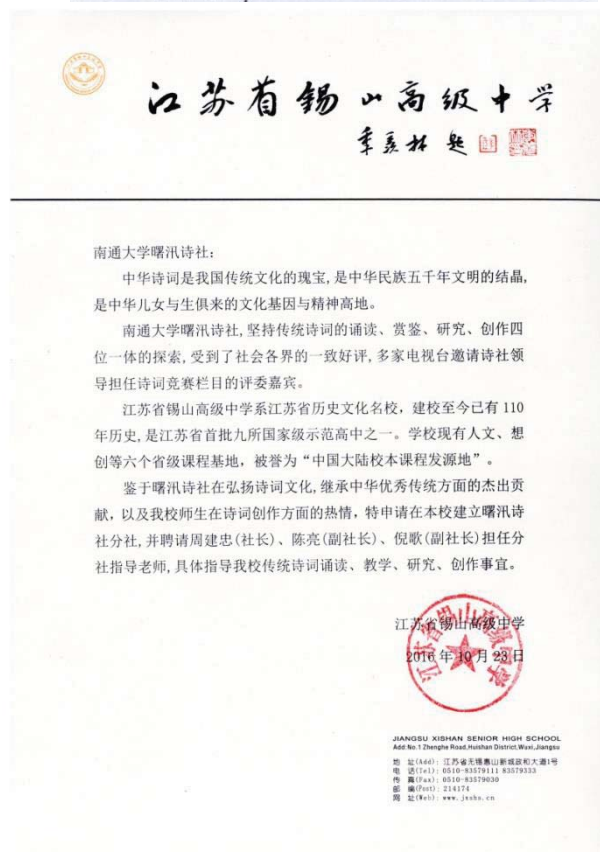 江苏省锡山高级中学
季羡林 题
南通大学曙汛诗社：
中华诗词是我国传统文化的瑰宝,是中华民族五千年文明的结晶,
是中华儿女与生俱来的文化基因与精神高地。
南通大学曙汛诗社,坚持传统诗词的诵读、赏鉴、研究、创作四
位一体的探索,受到了社会各界的一致好评,多家电视台邀请诗社领
导担任诗词竞赛栏目的评委嘉宾。
江苏省锡山高级中学系江苏省历史文化名校，建校至今已有 110
年历史,是江苏省首批九所国家级示范高中之一。学校现有人文、想
创等六个省级课程基地，被誉为“中国大陆校本课程发源地”。
鉴于曙汛诗社在弘扬诗词文化,继承中华优秀传统方面的杰出贡
献，以及我校师生在诗词创作方面的热情，特申请在本校建立曙汛诗
社分社,并聘请周建忠(社长)、陈亮(副社长)、倪歌(副社长)担任分
社指导老师,具体指导我校传统诗词诵读、教学、研究、创作事宜。
江苏省锡山高级中学
2016 年 10 月 23 日
江苏省锡山高级中学
JIANGSU XISHAN SENIOR HIGH SCHOOL
Add:No.1 Zhenghe Road,Huishan District,Wuxi,Jiangsu
地 址(Add): 江苏省无锡惠山新城政和大道1号
电 话(Tel): 0510-83579111 83579333
传 真(Fax): 0510-83579030
邮 编(Post): 214174
网 址(Web): www.jxshs.cn